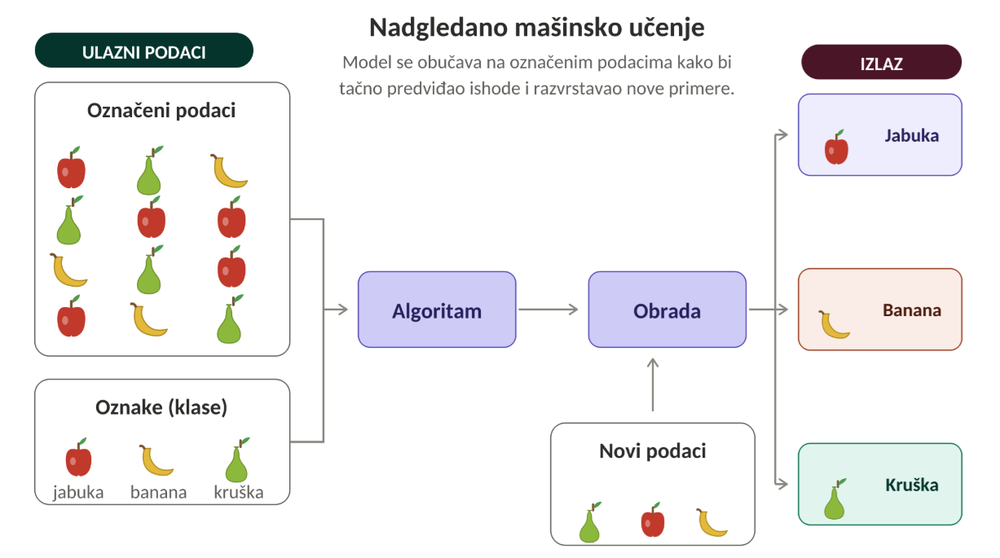 Nadgledano mašinsko učenje
Model se obučava na označenim podacima kako bi
tačno predviđao ishode i razvrstavao nove primere.
ULAZNI PODACI
Označeni podaci
Oznake (klase)
jabuka banana kruška
Algoritam
Obrada
Novi podaci
IZLAZ
Jabuka
Banana
Kruška